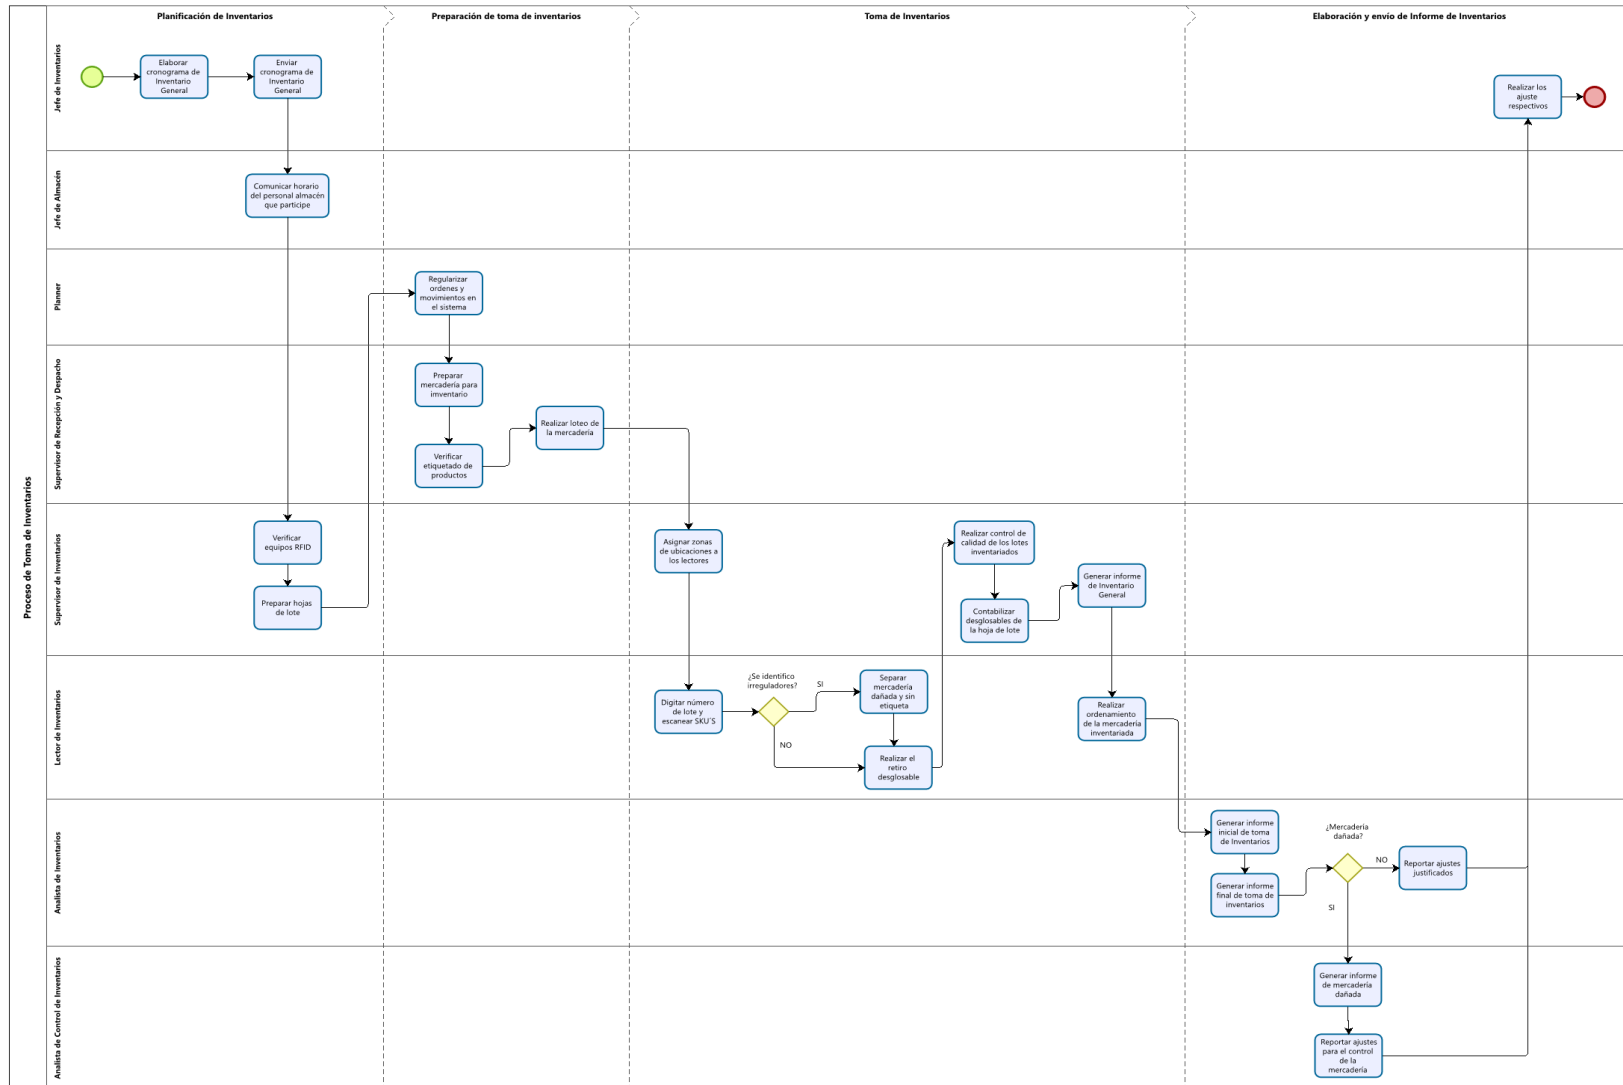 Planificación de Inventarios
Preparación de toma de inventarios
Toma de Inventarios
Elaboración y envío de Informe de Inventarios
Proceso de Toma de Inventarios
Jefe de Inventarios
Elaborar
cronograma de
Inventario
General
Enviar
cronograma de
Inventario
General
Realizar los
ajuste
respectivos
Jefe de Almacén
Comunicar horario
del personal almacén
que participe
Planner
Regularizar
ordenes y
movimientos en
el sistema
Supervisor de Recepción y Despacho
Preparar
mercadería para
imventario
Verificar
etiquetado de
productos
Realizar loteo de
la mercadería
Supervisor de Inventarios
Verificar
equipos RFID
Preparar hojas
de lote
Asignar zonas
de ubicaciones a
los lectores
Realizar control de
calidad de los lotes
inventariados
Contabilizar
desglosables de
la hoja de lote
Generar informe
de Inventario
General
Lector de Inventarios
Digitar número
de lote y
escanear SKU´S
¿Se identifico
irreguladores?
SI
NO
Separar
mercadería
dañada y sin
etiqueta
Realizar el
retiro
desglosable
Realizar
ordenamiento
de la mercadería
inventariada
Analista de Inventarios
Generar informe
inicial de toma
de Inventarios
Generar informe
final de toma de
inventarios
¿Mercadería
dañada?
NO
SI
Reportar ajustes
justificados
Analista de Control de Inventarios
Generar informe
de mercadería
dañada
Reportar ajustes
para el control
de la
mercadería